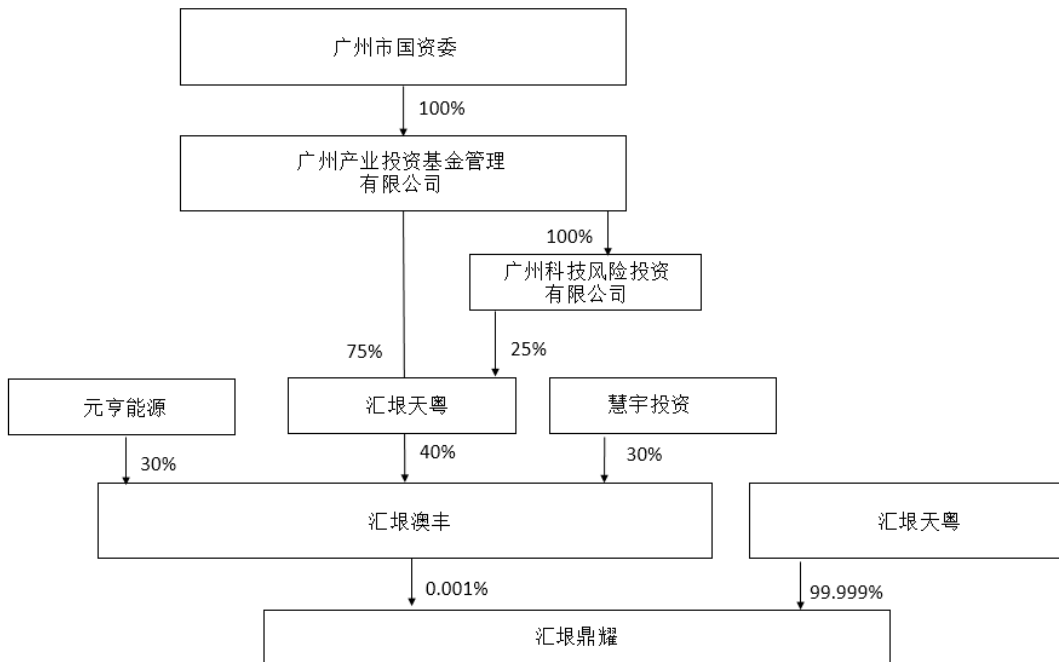 广州市国资委
100%
广州产业投资基金管理
有限公司
100%
广州科技风险投资
有限公司
75%
25%
元亨能源
汇垠天粤
慧宇投资
30%
40%
30%
汇垠澳丰
汇垠天粤
0.001%
99.999%
汇垠鼎耀